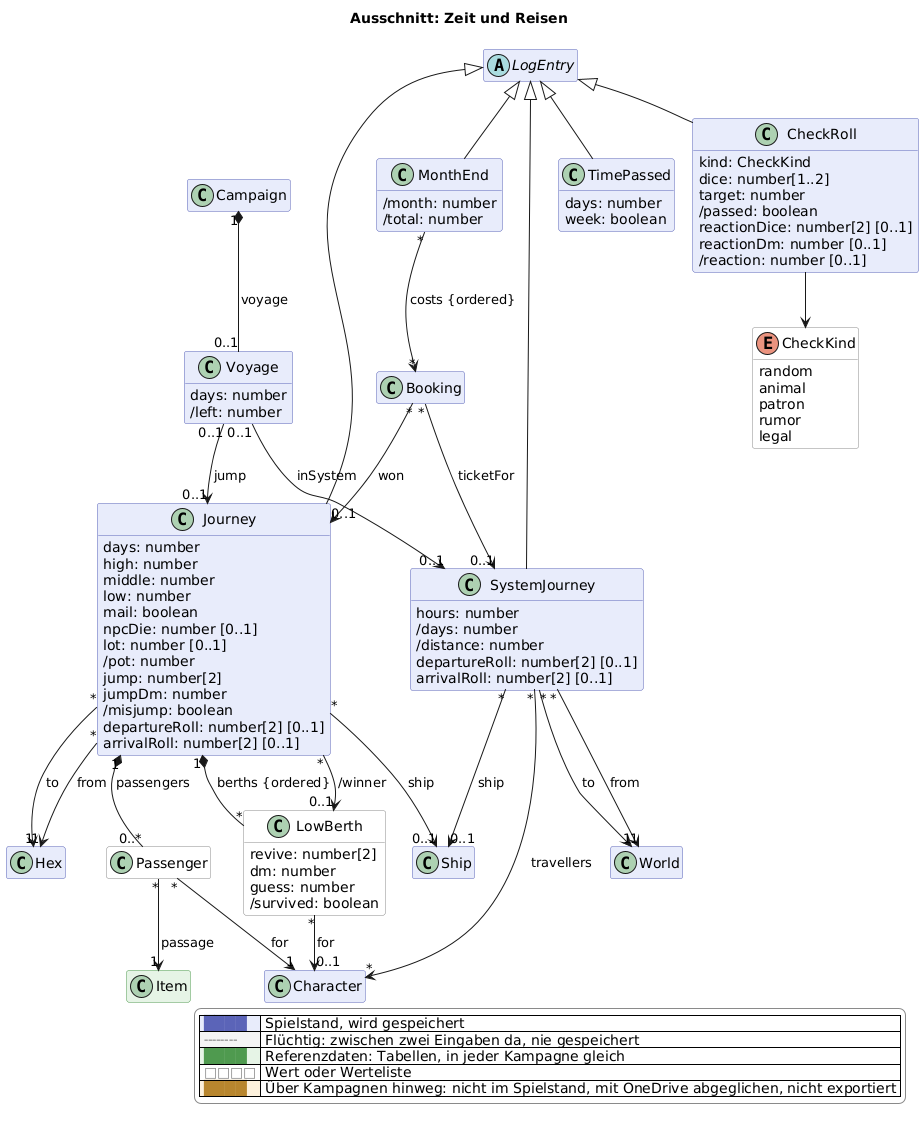 Ausschnitt: Zeit und Reisen
A LogEntry
C CheckRoll
kind: CheckKind
dice: number[1..2]
target: number
/passed: boolean
reactionDice: number[2] [0..1]
reactionDm: number [0..1]
/reaction: number [0..1]
C MonthEnd
/month: number
/total: number
C TimePassed
days: number
week: boolean
C Campaign
1
*
voyage
costs {ordered}
0..1
*
E CheckKind
random
animal
patron
rumor
legal
C Voyage
days: number
/left: number
C Booking
0..1 0..1
* *
jump
inSystem
won
ticketFor
0..1
0..1
0..1
0..1
C Journey
days: number
high: number
middle: number
low: number
mail: boolean
npcDie: number [0..1]
lot: number [0..1]
/pot: number
jump: number[2]
jumpDm: number
/misjump: boolean
departureRoll: number[2] [0..1]
arrivalRoll: number[2] [0..1]
C SystemJourney
hours: number
/days: number
/distance: number
departureRoll: number[2] [0..1]
arrivalRoll: number[2] [0..1]
*
*
*
1
1
*
* * * *
to
from
passengers
berths {ordered}
/winner
ship
ship
to
from
1
1
0..*
*
0..1
0..1
0..1
1
1
C Hex
C Passenger
C LowBerth
revive: number[2]
dm: number
guess: number
/survived: boolean
C Ship
C World
travellers
* *
*
passage
for
for
1
1
0..1
*
C Item
C Character
Spielstand, wird gespeichert
Flüchtig: zwischen zwei Eingaben da, nie gespeichert
Referenzdaten: Tabellen, in jeder Kampagne gleich
Wert oder Werteliste
Über Kampagnen hinweg: nicht im Spielstand, mit OneDrive abgeglichen, nicht exportiert